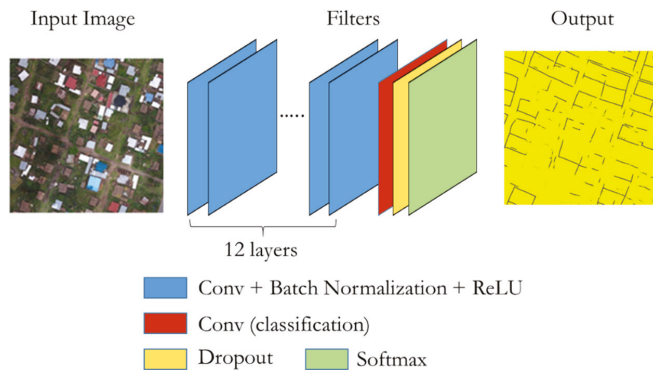 Input Image
Filters
Output
.....
12 layers
Conv + Batch Normalization + ReLU
Conv (classification)
Dropout
Softmax